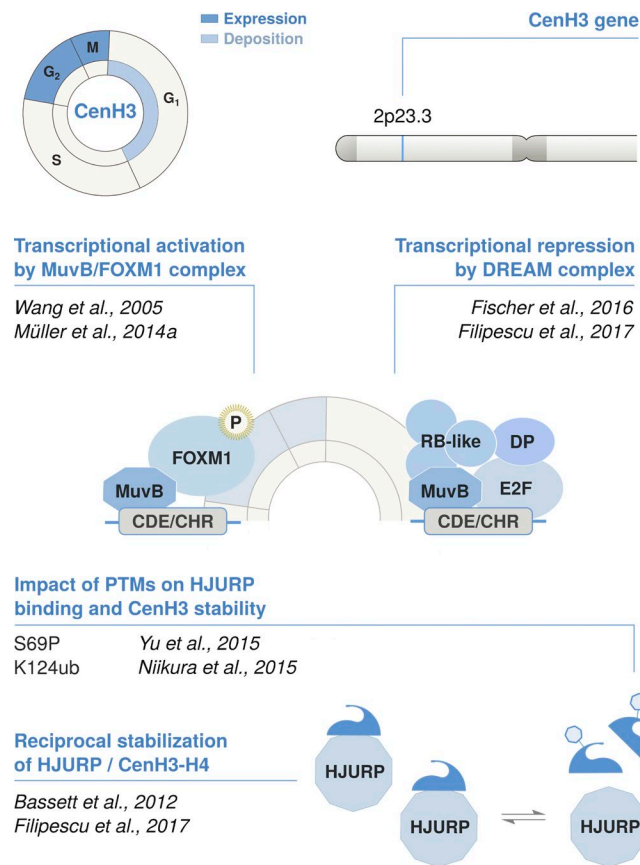 Expression
Deposition
M
G2
G1
S
CenH3
CenH3 gene
2p23.3
Transcriptional activation
by MuvB/FOXM1 complex
Wang et al., 2005
Müller et al., 2014a
Transcriptional repression
by DREAM complex
Fischer et al., 2016
Filipescu et al., 2017
P
FOXM1
MuvB
CDE/CHR
RB-like
DP
MuvB
E2F
CDE/CHR
Impact of PTMs on HJURP
binding and CenH3 stability
S69P Yu et al., 2015
K124ub Niikura et al., 2015
Reciprocal stabilization
of HJURP / CenH3-H4
Bassett et al., 2012
Filipescu et al., 2017
HJURP
HJURP
HJURP